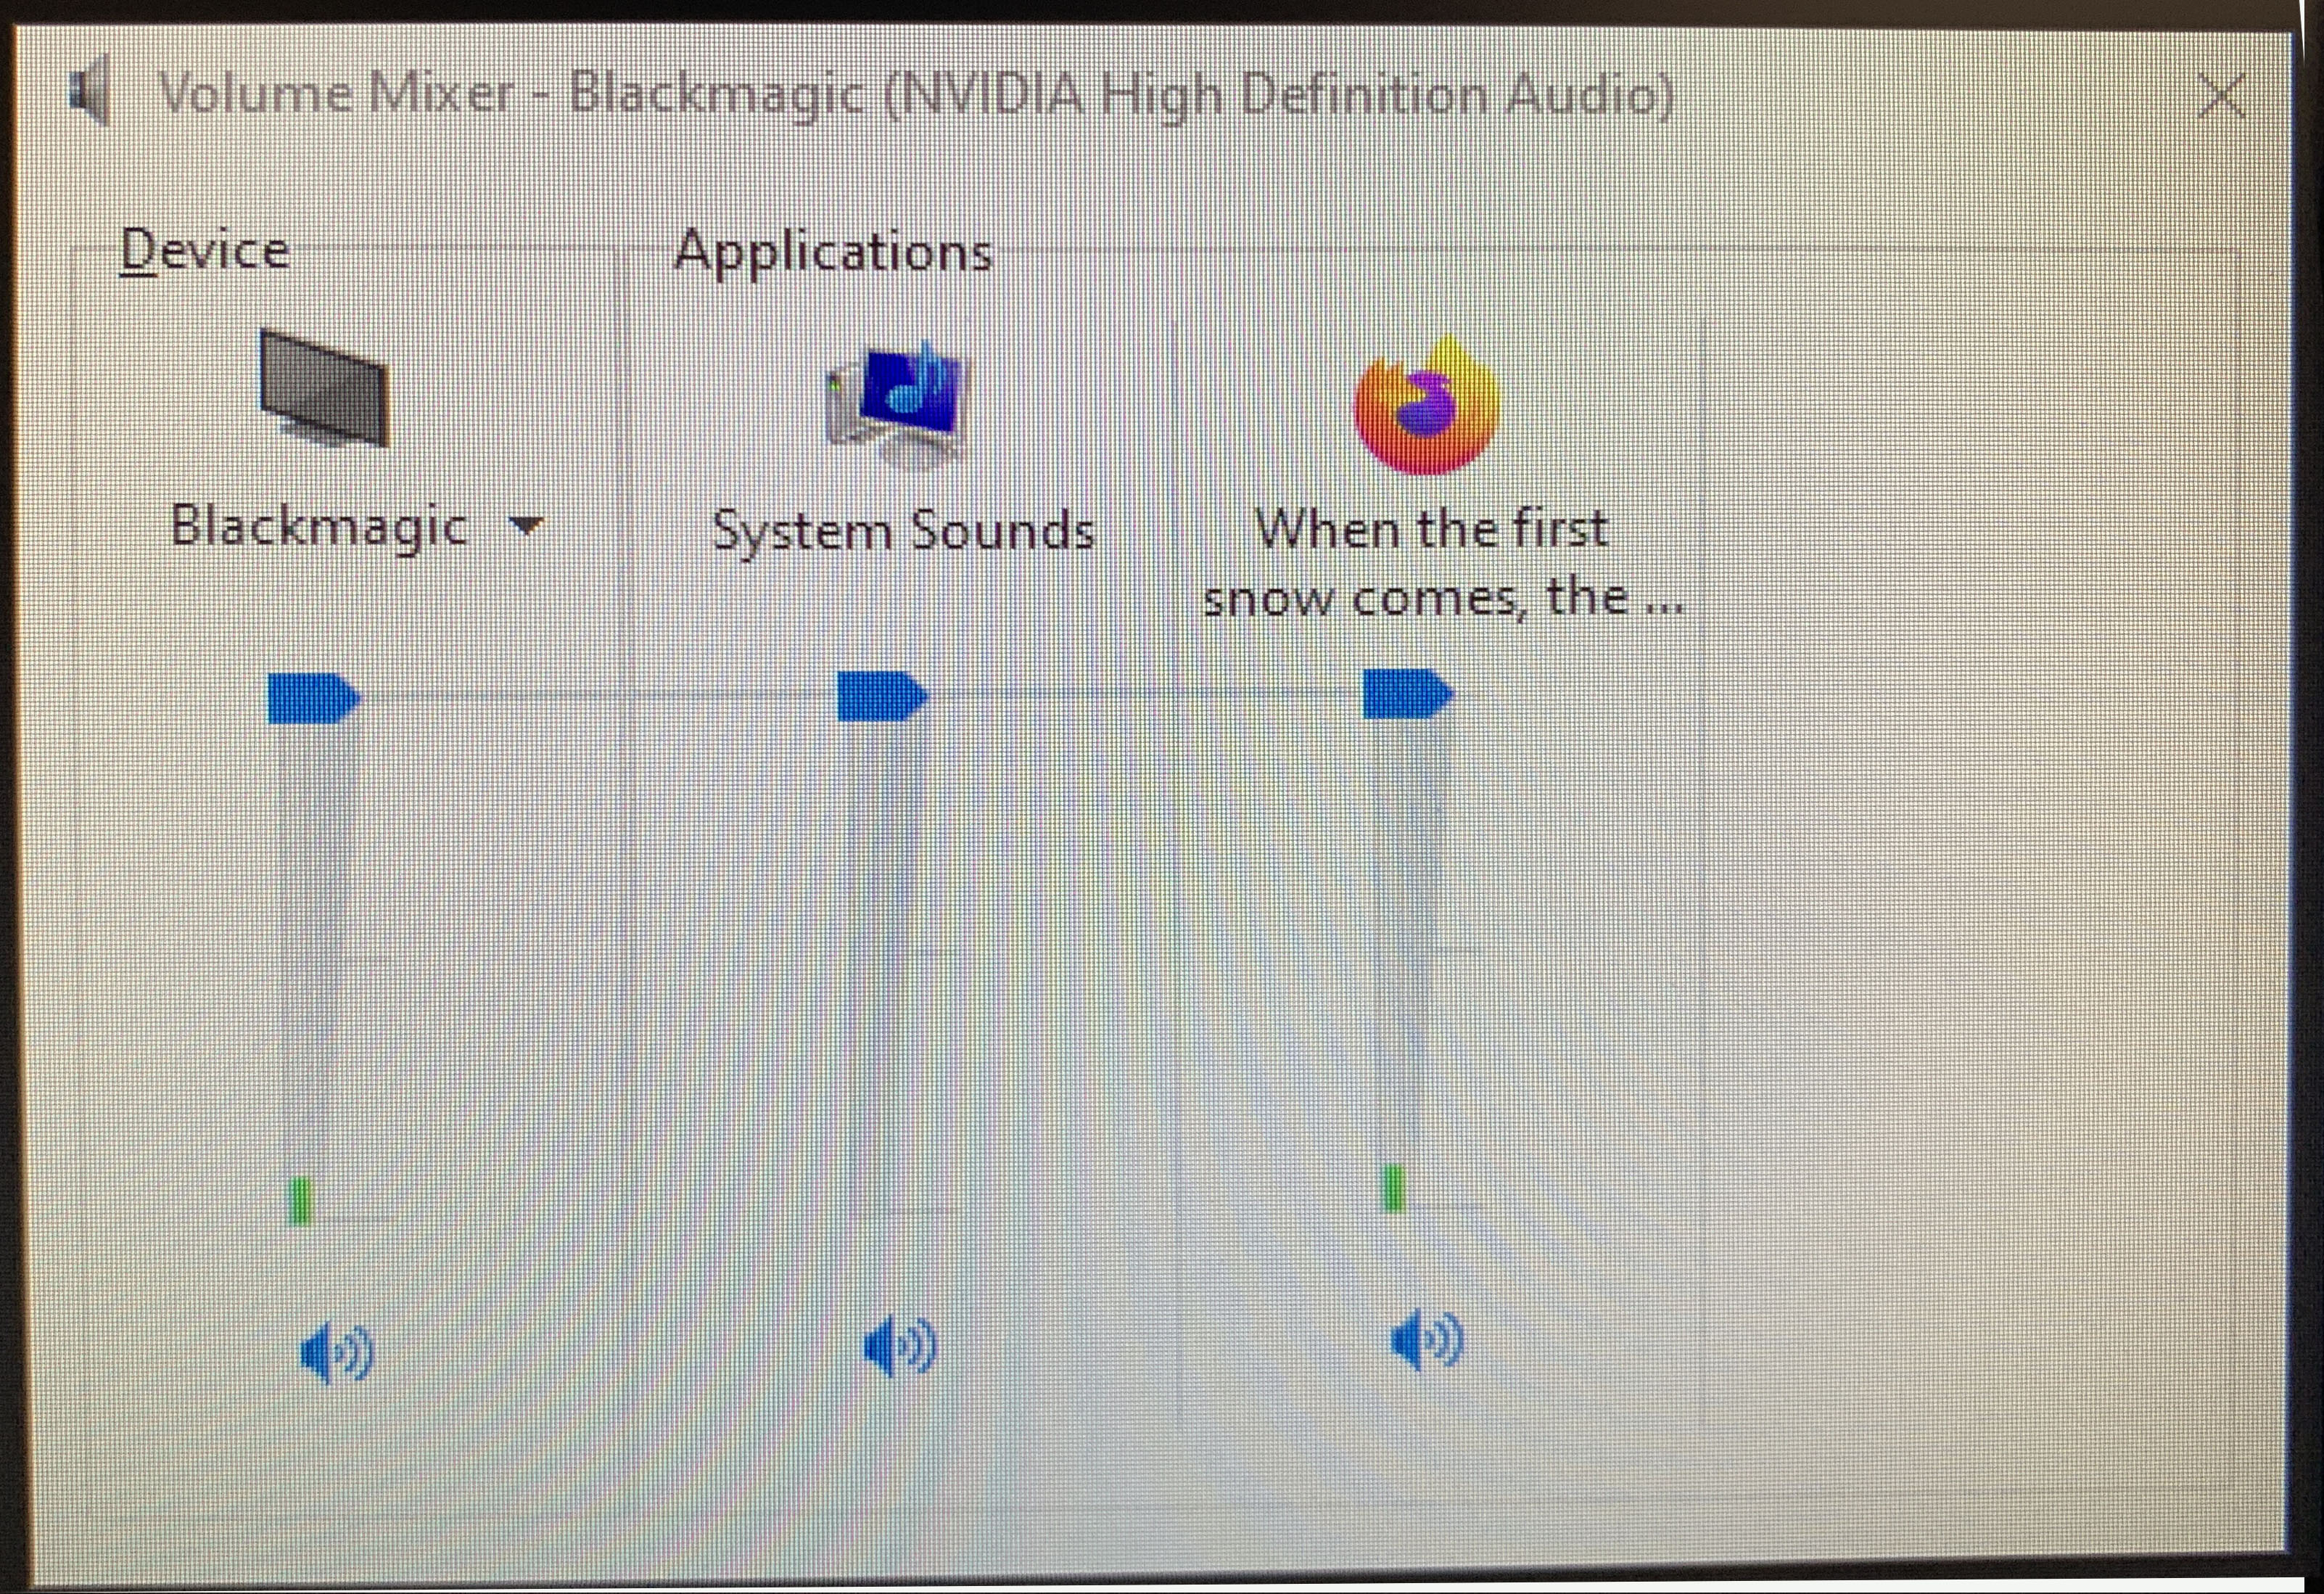 Volume Mixer - Blackmagic (NVIDIA High Definition Audio)
Device
Applications
Blackmagic
System Sounds
When the first
snow comes, the ...